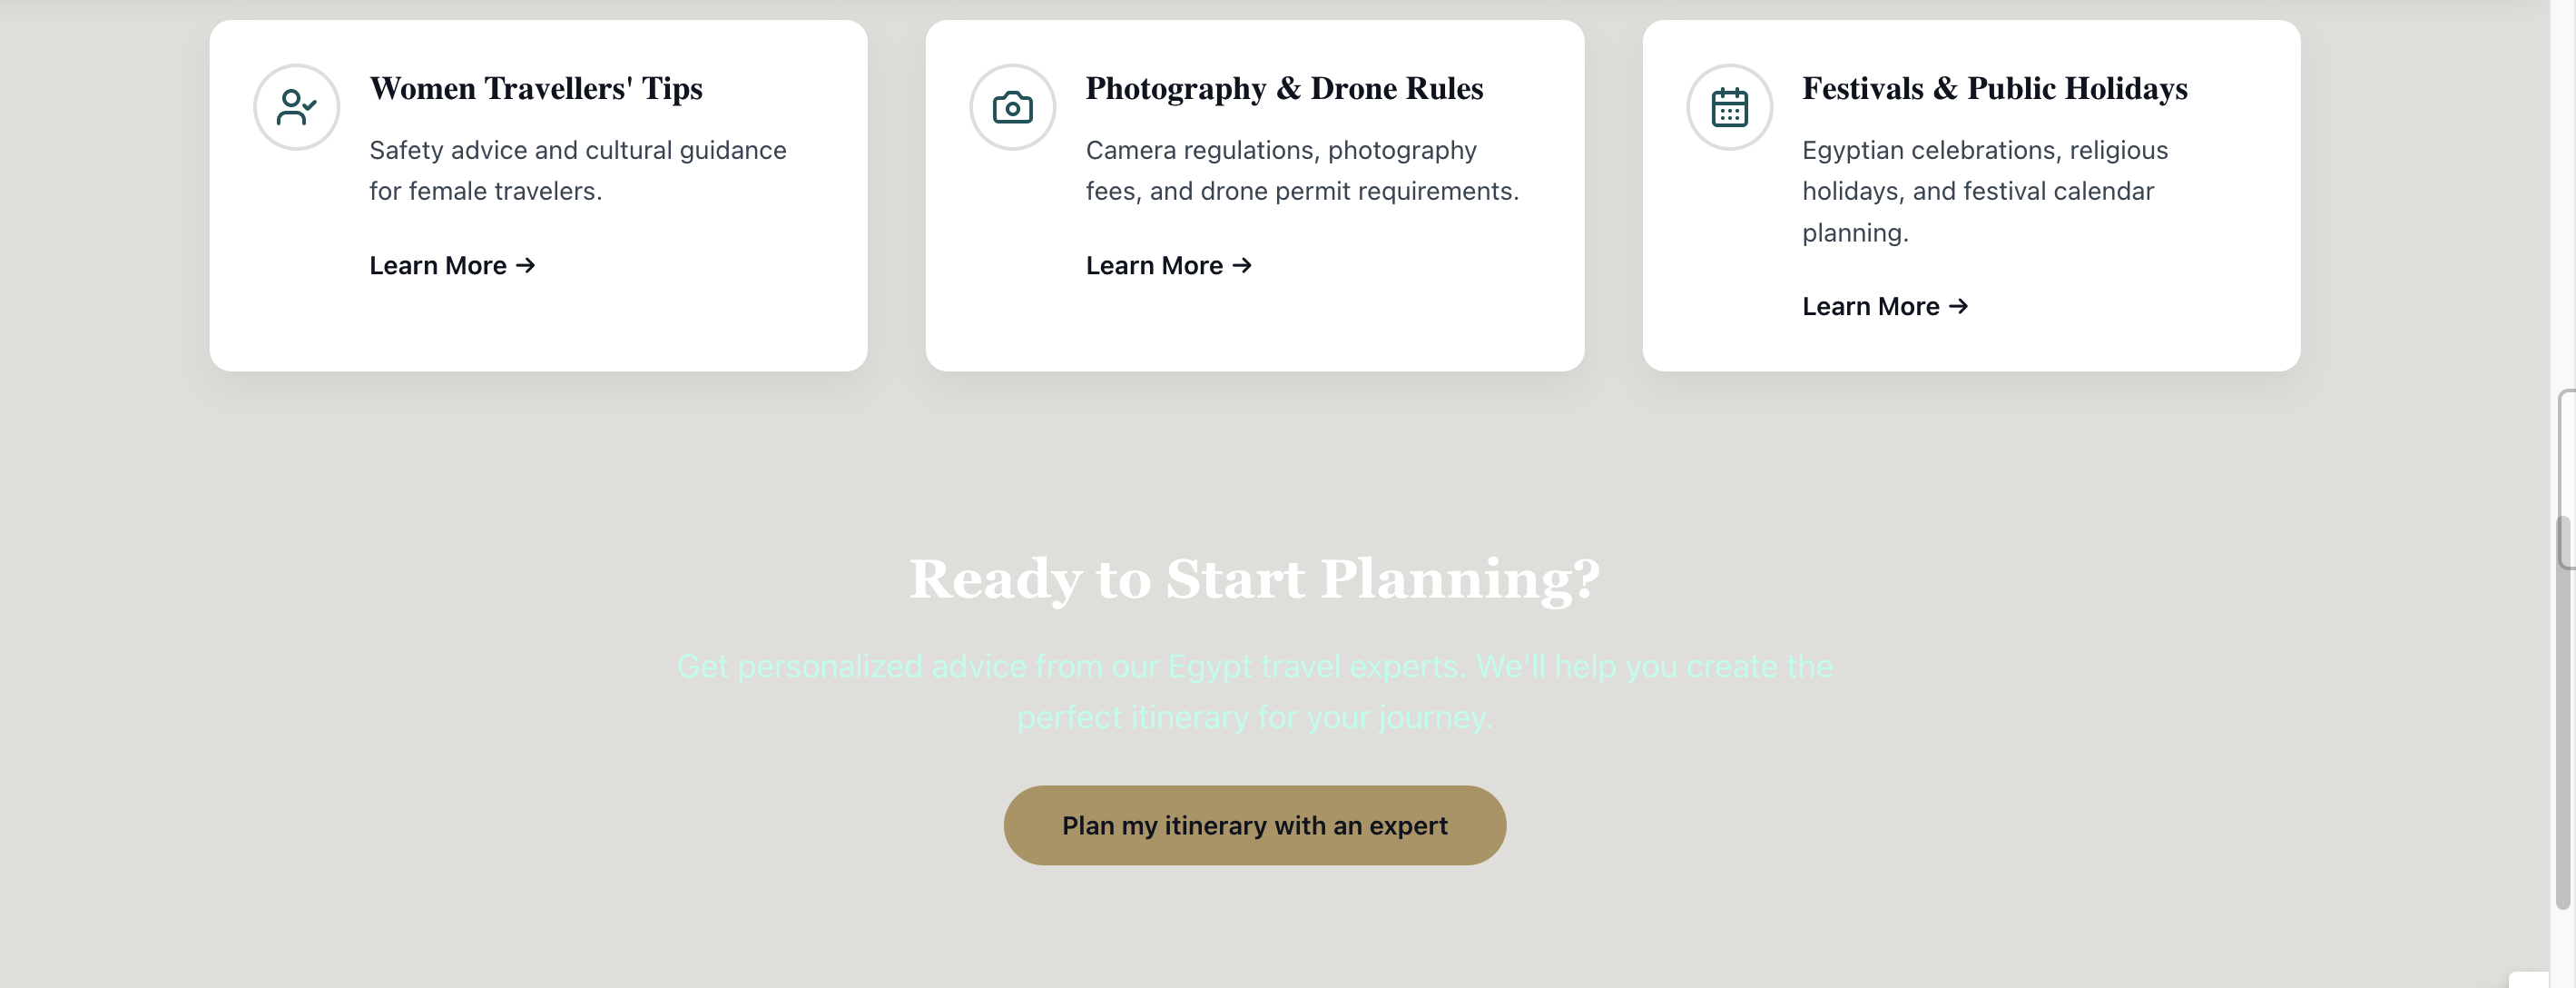 Women Travellers' Tips
Safety advice and cultural guidance
for female travelers.
Learn More →
Photography & Drone Rules
Camera regulations, photography
fees, and drone permit requirements.
Learn More →
Festivals & Public Holidays
Egyptian celebrations, religious
holidays, and festival calendar
planning.
Learn More →
Ready to Start Planning?
Get personalized advice from our Egypt travel experts. We'll help you create the
perfect itinerary for your journey.
Plan my itinerary with an expert